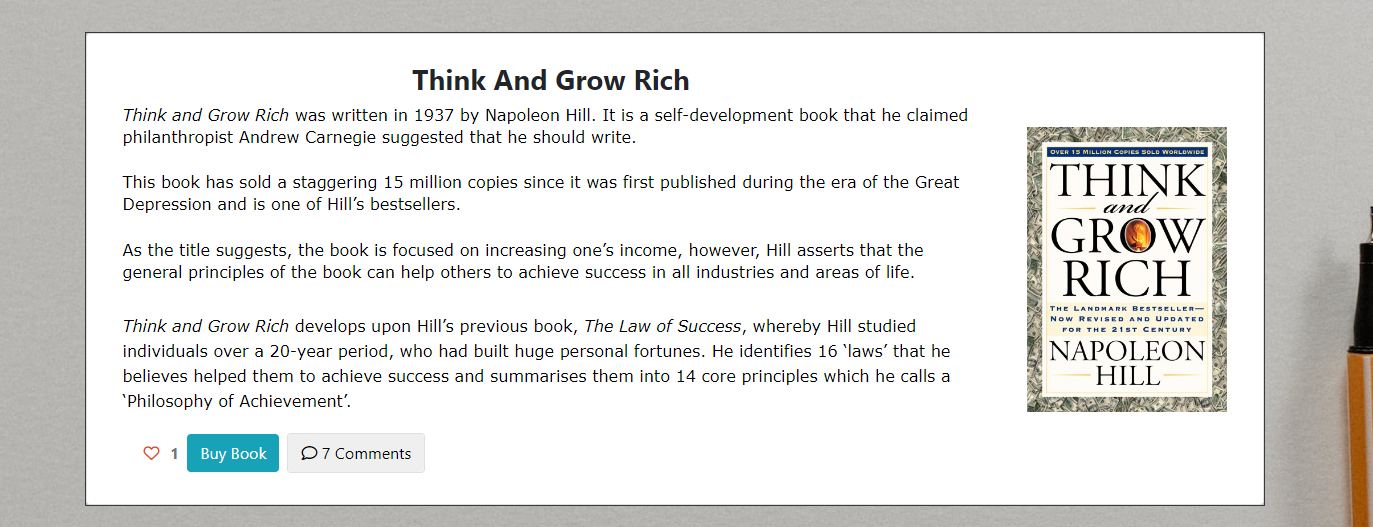 Think And Grow Rich
Think and Grow Rich was written in 1937 by Napoleon Hill. It is a self-development book that he claimed
philanthropist Andrew Carnegie suggested that he should write.
This book has sold a staggering 15 million copies since it was first published during the era of the Great
Depression and is one of Hill’s bestsellers.
As the title suggests, the book is focused on increasing one’s income, however, Hill asserts that the
general principles of the book can help others to achieve success in all industries and areas of life.
Think and Grow Rich develops upon Hill’s previous book, The Law of Success, whereby Hill studied
individuals over a 20-year period, who had built huge personal fortunes. He identifies 16 ‘laws’ that he
believes helped them to achieve success and summarises them into 14 core principles which he calls a
‘Philosophy of Achievement’.
1 Buy Book 7 Comments
OVER 15 MILLION COPIES SOLD WORLDWIDE
THINK
and
GROW
RICH
THE LANDMARK BESTSELLER—
NOW REVISED AND UPDATED
FOR THE 21ST CENTURY
NAPOLEON
HILL